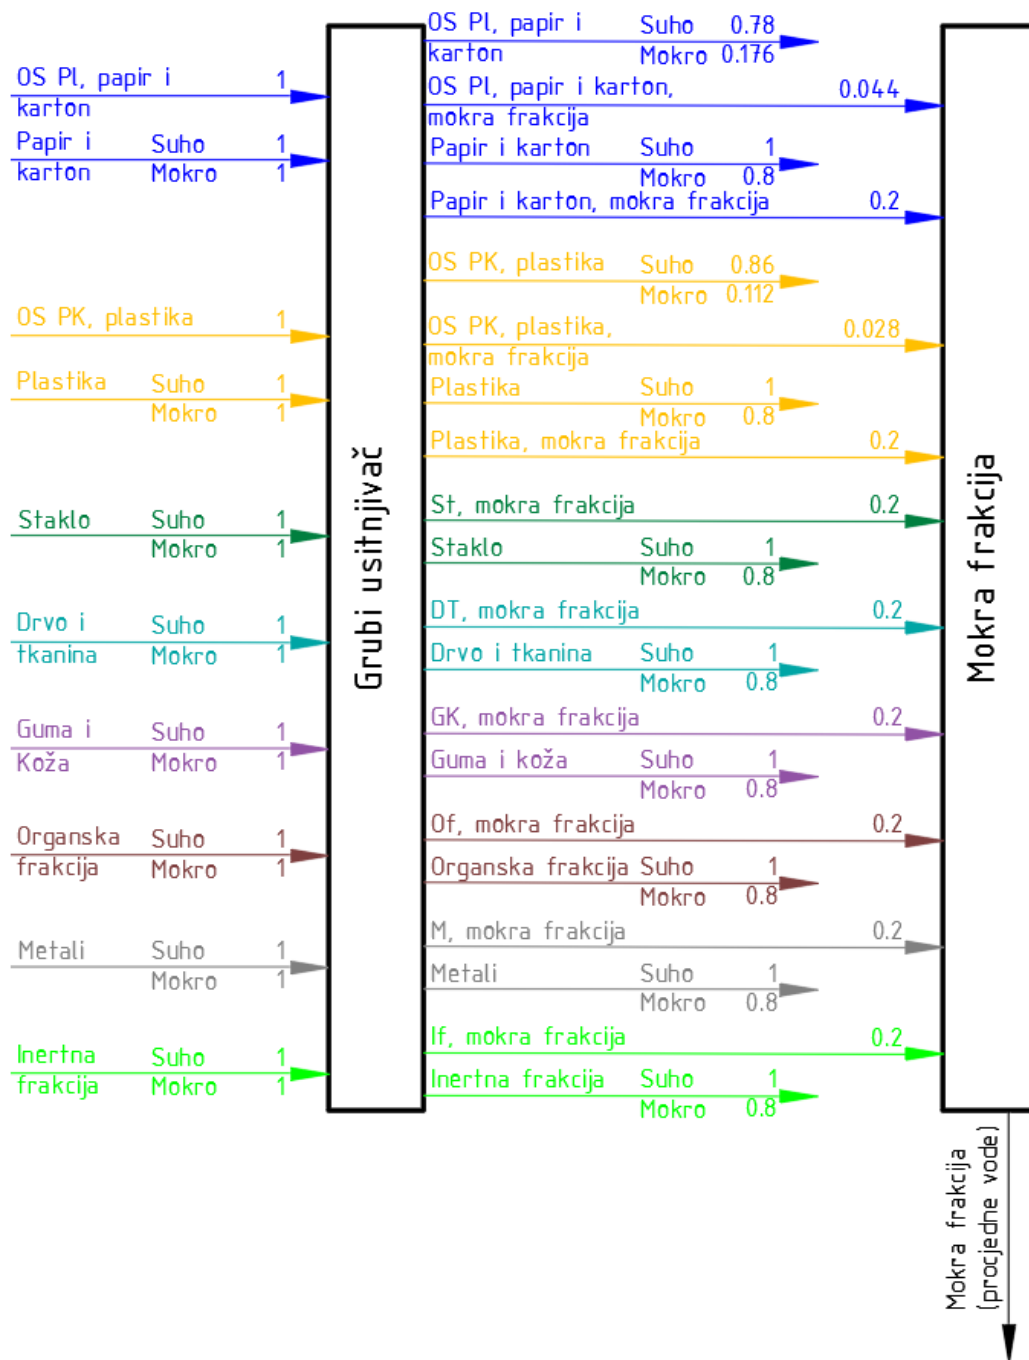 OS Pl, papir i 1
karton
Papir i Suho 1
karton Mokro 1
OS PK, plastika 1
Plastika Suho 1
Mokro 1
Staklo Suho 1
Mokro 1
Drvo i Suho 1
tkanina Mokro 1
Guma i Suho 1
Koža Mokro 1
Organska Suho 1
frakcija Mokro 1
Metali Suho 1
Mokro 1
Inertna Suho 1
frakcija Mokro 1
Grubi usitnjivač
OS Pl, papir i Suho 0.78
karton Mokro 0.176
OS Pl, papir i karton, 0.044
mokra frakcija
Papir i karton Suho 1
Mokro 0.8
Papir i karton, mokra frakcija 0.2
OS PK, plastika Suho 0.86
Mokro 0.112
OS PK, plastika, 0.028
mokra frakcija
Plastika Suho 1
Mokro 0.8
Plastika, mokra frakcija 0.2
St, mokra frakcija 0.2
Staklo Suho 1
Mokro 0.8
DT, mokra frakcija 0.2
Drvo i tkanina Suho 1
Mokro 0.8
GK, mokra frakcija 0.2
Guma i koža Suho 1
Mokro 0.8
Of, mokra frakcija 0.2
Organska frakcija Suho 1
Mokro 0.8
M, mokra frakcija 0.2
Metali Suho 1
Mokro 0.8
If, mokra frakcija 0.2
Inertna frakcija Suho 1
Mokro 0.8
Mokra frakcija
Mokra frakcija
(procjedne vode)